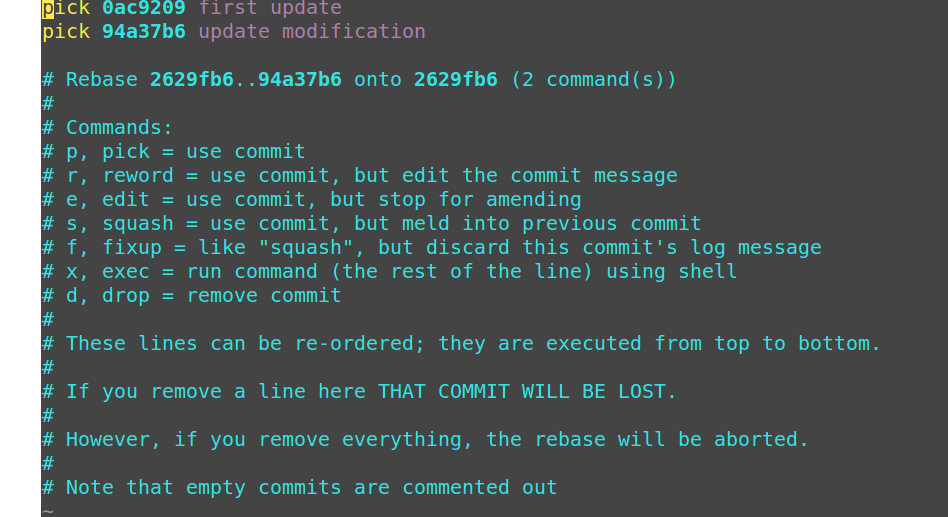 pick 0ac9209 first update
pick 94a37b6 update modification
# Rebase 2629fb6..94a37b6 onto 2629fb6 (2 command(s))
#
# Commands:
# p, pick = use commit
# r, reword = use commit, but edit the commit message
# e, edit = use commit, but stop for amending
# s, squash = use commit, but meld into previous commit
# f, fixup = like "squash", but discard this commit's log message
# x, exec = run command (the rest of the line) using shell
# d, drop = remove commit
#
# These lines can be re-ordered; they are executed from top to bottom.
#
# If you remove a line here THAT COMMIT WILL BE LOST.
#
# However, if you remove everything, the rebase will be aborted.
#
# Note that empty commits are commented out
~